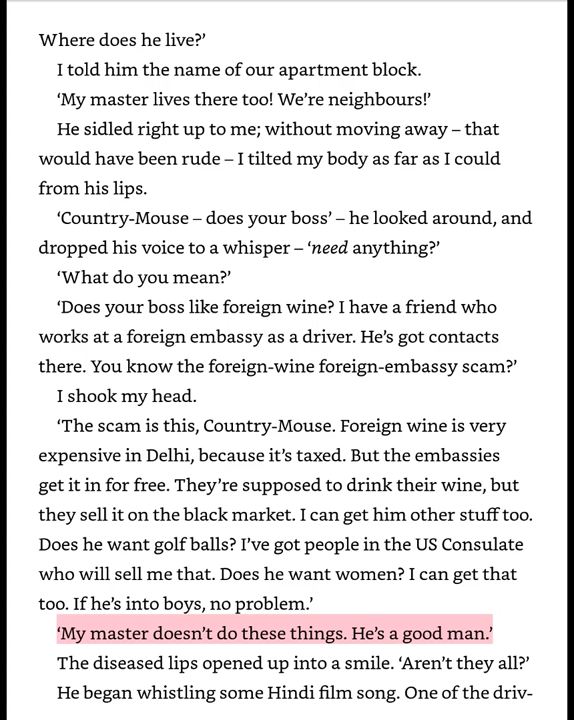 Where does he live?’
I told him the name of our apartment block.
‘My master lives there too! We’re neighbours!’
He sidled right up to me; without moving away – that
would have been rude – I tilted my body as far as I could
from his lips.
‘Country-Mouse – does your boss’ – he looked around, and
dropped his voice to a whisper – ‘need anything?’
‘What do you mean?’
‘Does your boss like foreign wine? I have a friend who
works at a foreign embassy as a driver. He’s got contacts
there. You know the foreign-wine foreign-embassy scam?’
I shook my head.
‘The scam is this, Country-Mouse. Foreign wine is very
expensive in Delhi, because it’s taxed. But the embassies
get it in for free. They’re supposed to drink their wine, but
they sell it on the black market. I can get him other stuff too.
Does he want golf balls? I’ve got people in the US Consulate
who will sell me that. Does he want women? I can get that
too. If he’s into boys, no problem.’
‘My master doesn’t do these things. He’s a good man.’
The diseased lips opened up into a smile. ‘Aren’t they all?’
He began whistling some Hindi film song. One of the driv-